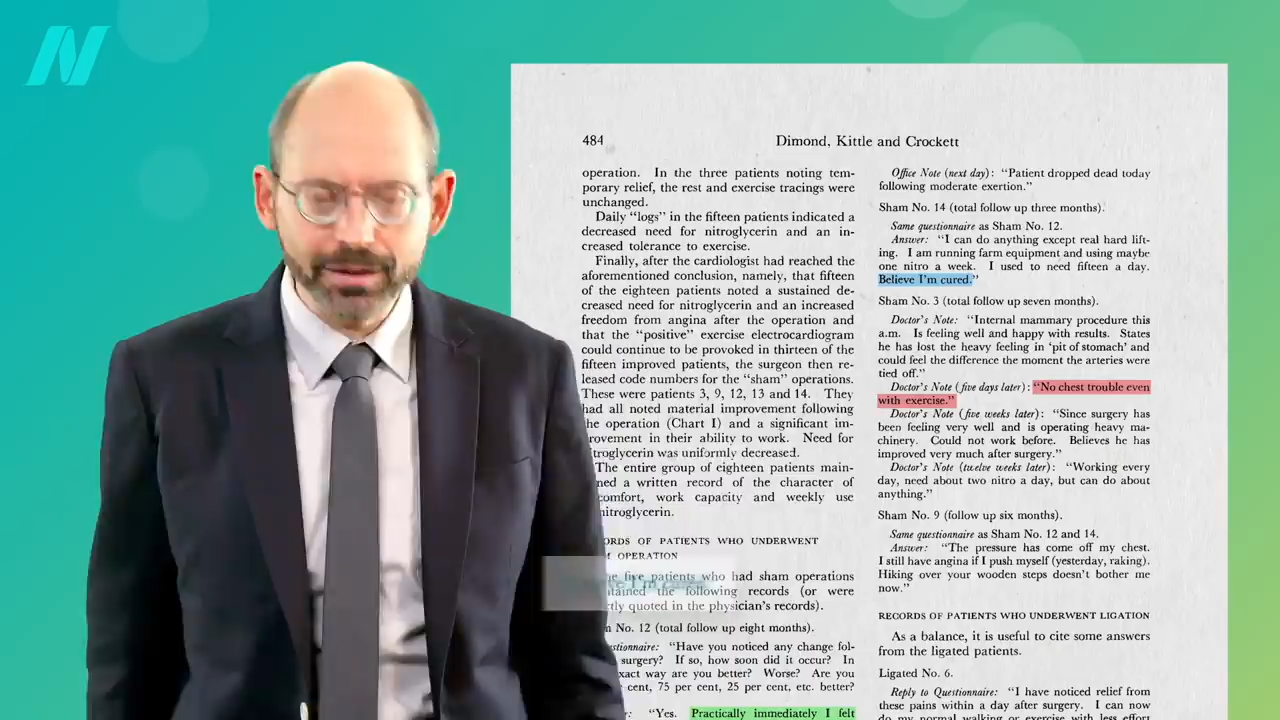 484
Dimond, Kittle and Crockett
operation. In the three patients noting tem-
porary relief, the rest and exercise tracings were
unchanged.
Daily “logs” in the fifteen patients indicated a
decreased need for nitroglycerin and an in-
creased tolerance to exercise.
Finally, after the cardiologist had reached the
aforementioned conclusion, namely, that fifteen
of the eighteen patients noted a sustained de-
creased need for nitroglycerin and an increased
freedom from angina after the operation and
that the “positive” exercise electrocardiogram
could continue to be provoked in thirteen of the
fifteen improved patients, the surgeon then re-
leased code numbers for the “sham” operations.
These were patients 3, 9, 12, 13 and 14. They
had all noted material improvement following
the operation (Chart I) and a significant im-
provement in their ability to work. Need for
nitroglycerin was uniformly decreased.
The entire group of eighteen patients main-
a written record of the character of
work capacity and weekly use
nitroglycerin.
WHO UNDERWENT
OPERATION
five patients who had sham operations
the following records (or were
quoted in the physician’s records).
No. 12 (total follow up eight months).
“Have you noticed any change fol-
surgery? If so, how soon did it occur? In
way are you better? Worse? Are you
cent, 75 per cent, 25 per cent, etc. better?
“Yes. Practically immediately I felt
Office Note (next day): “Patient dropped dead today
following moderate exertion.”
Sham No. 14 (total follow up three months).
Same questionnaire as Sham No. 12.
Answer: “I can do anything except real hard lift-
ing. I am running farm equipment and using maybe
one nitro a week. I used to need fifteen a day.
Believe I’m cured.”
Sham No. 3 (total follow up seven months).
Doctor’s Note: “Internal mammary procedure this
a.m. Is feeling well and happy with results. States
he has lost the heavy feeling in ‘pit of stomach’ and
could feel the difference the moment the arteries were
tied off.”
Doctor’s Note (five days later): “No chest trouble even
with exercise.”
Doctor’s Note (five weeks later): “Since surgery has
been feeling very well and is operating heavy ma-
chinery. Could not work before. Believes he has
improved very much after surgery.”
Doctor’s Note (twelve weeks later): “Working every
day, need about two nitro a day, but can do about
anything.”
Sham No. 9 (follow up six months).
Same questionnaire as Sham No. 12 and 14.
Answer: “The pressure has come off my chest.
I still have angina if I push myself (yesterday, raking).
Hiking over your wooden steps doesn’t bother me
now.”
RECORDS OF PATIENTS WHO UNDERWENT LIGATION
As a balance, it is useful to cite some answers
from the ligated patients.
Ligated No. 6.
Reply to Questionnaire: “I have noticed relief from
these pains within a day after surgery. I can now
do my normal walking or exercise with less effort